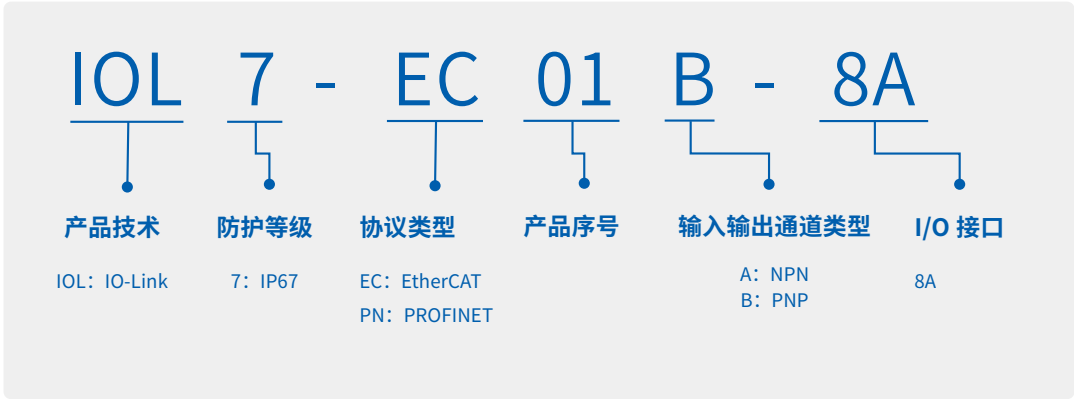 IOL 7 - EC 01 B - 8A
产品技术 防护等级 协议类型 产品序号 输入输出通道类型 I/O 接口
IOL：IO-Link 7：IP67 EC：EtherCAT A：NPN 8A
PN：PROFINET B：PNP